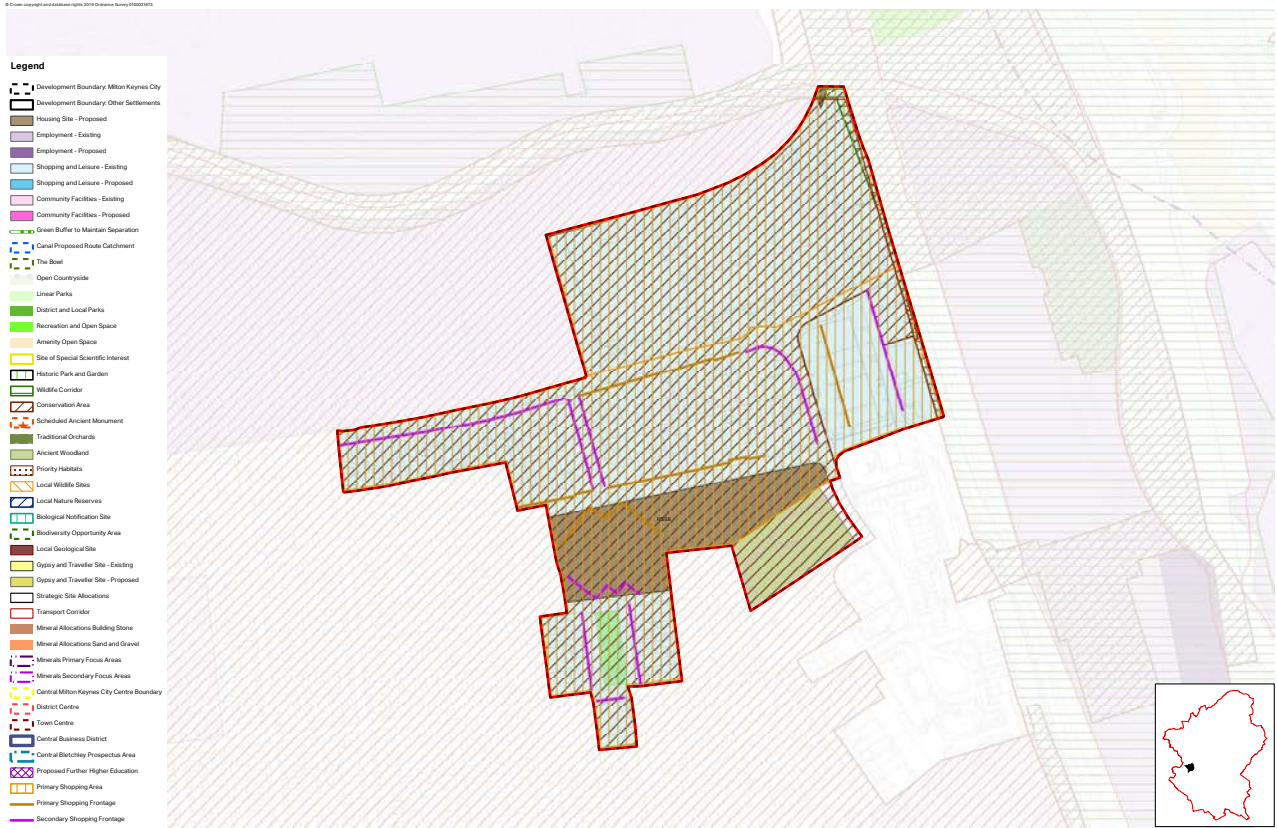 © Crown copyright and database rights 2019 Ordnance Survey 0100031673
Legend
Development Boundary: Milton Keynes City
Development Boundary: Other Settlements
Housing Site - Proposed
Employment - Existing
Employment - Proposed
Shopping and Leisure - Existing
Shopping and Leisure - Proposed
Community Facilities - Existing
Community Facilities - Proposed
Green Buffer to Maintain Separation
Canal Proposed Route Catchment
The Bowl
Open Countryside
Linear Parks
District and Local Parks
Recreation and Open Space
Amenity Open Space
Site of Special Scientific Interest
Historic Park and Garden
Wildlife Corridor
Conservation Area
Scheduled Ancient Monument
Traditional Orchards
Ancient Woodland
Priority Habitats
Local Wildlife Sites
Local Nature Reserves
Biological Notification Site
Biodiversity Opportunity Area
Local Geological Site
Gypsy and Traveller Site - Existing
Gypsy and Traveller Site - Proposed
Strategic Site Allocations
Transport Corridor
Mineral Allocations Building Stone
Mineral Allocations Sand and Gravel
Minerals Primary Focus Areas
Minerals Secondary Focus Areas
Central Milton Keynes City Centre Boundary
District Centre
Town Centre
Central Business District
Central Bletchley Prospectus Area
Proposed Further Higher Education
Primary Shopping Area
Primary Shopping Frontage
Secondary Shopping Frontage